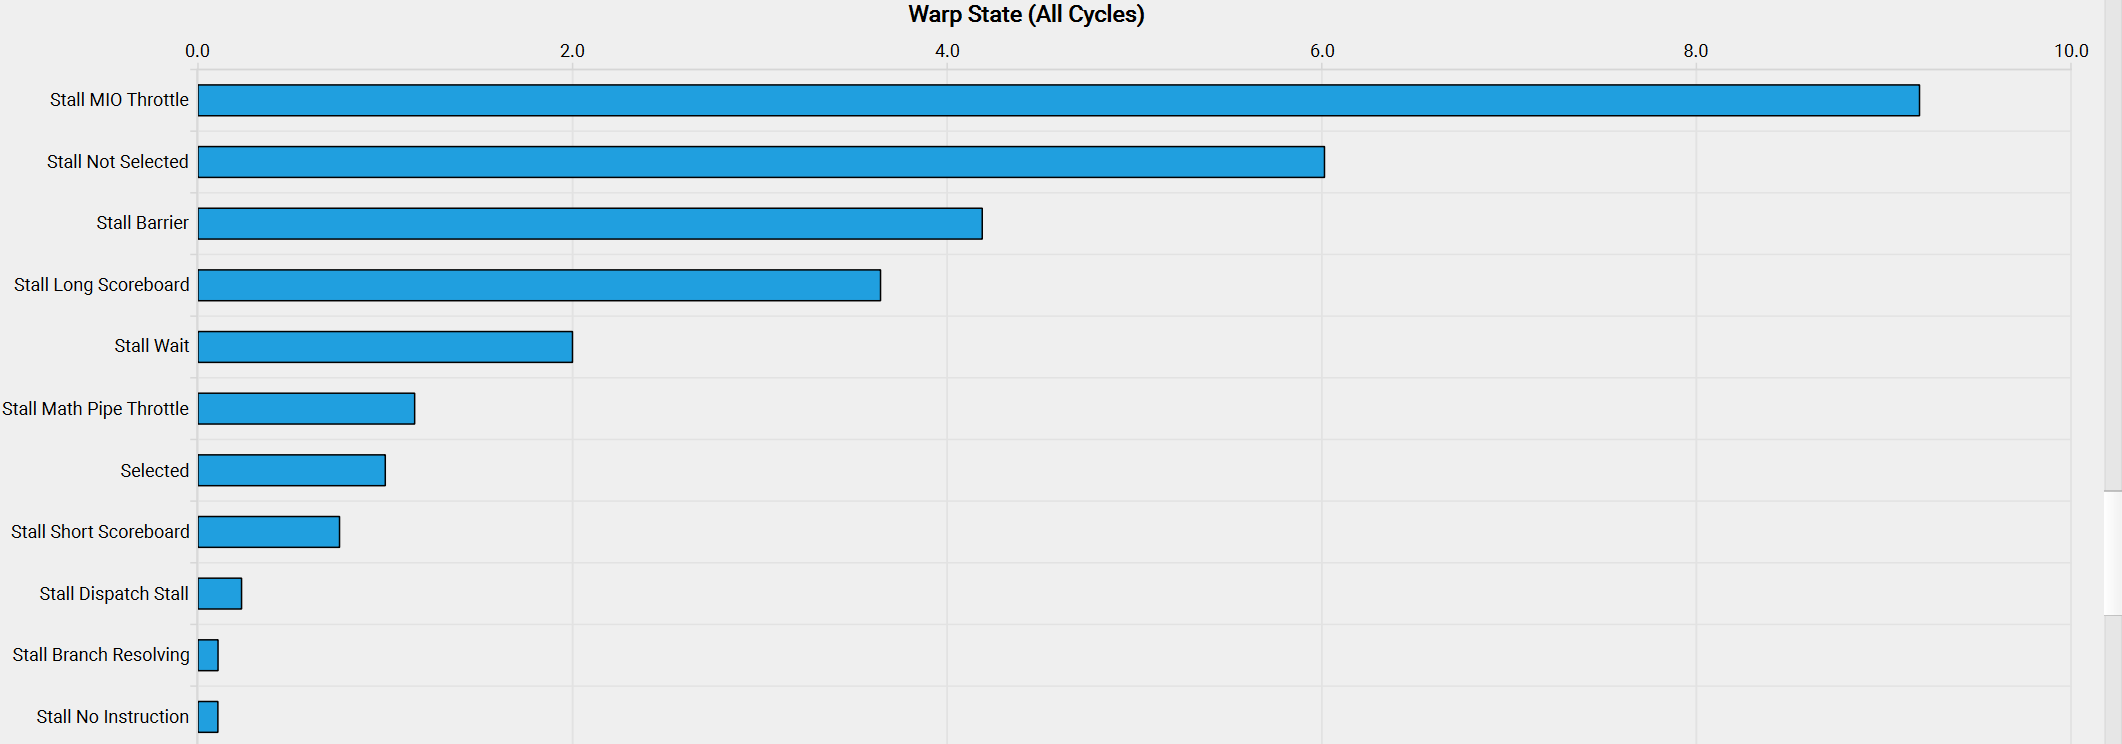 Warp State (All Cycles)
0.0 2.0 4.0 6.0 8.0 10.0
Stall MIO Throttle
Stall Not Selected
Stall Barrier
Stall Long Scoreboard
Stall Wait
Stall Math Pipe Throttle
Selected
Stall Short Scoreboard
Stall Dispatch Stall
Stall Branch Resolving
Stall No Instruction